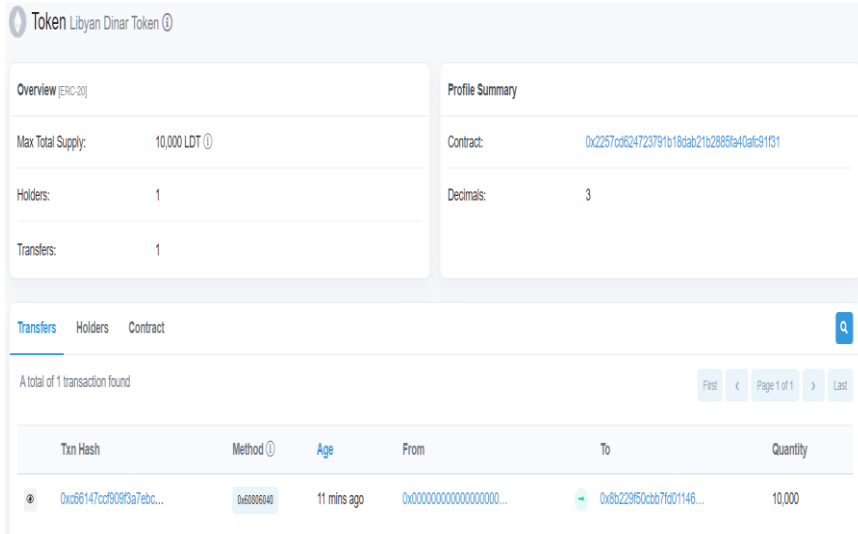 Token Libyan Dinar Token
Overview [ERC-20]
Max Total Supply: 10,000 LDT
Holders: 1
Transfers: 1
Profile Summary
Contract: 0x2257cd624723791b18dab21b2885fa40afc91f31
Decimals: 3
Transfers Holders Contract
A total of 1 transaction found
First < Page 1 of 1 > Last
Txn Hash Method Age From To Quantity
0xc66147ccf909f3a7ebc... 0x60806040 11 mins ago 0x000000000000000000... 0x8b229f50cbb7fd01146... 10,000